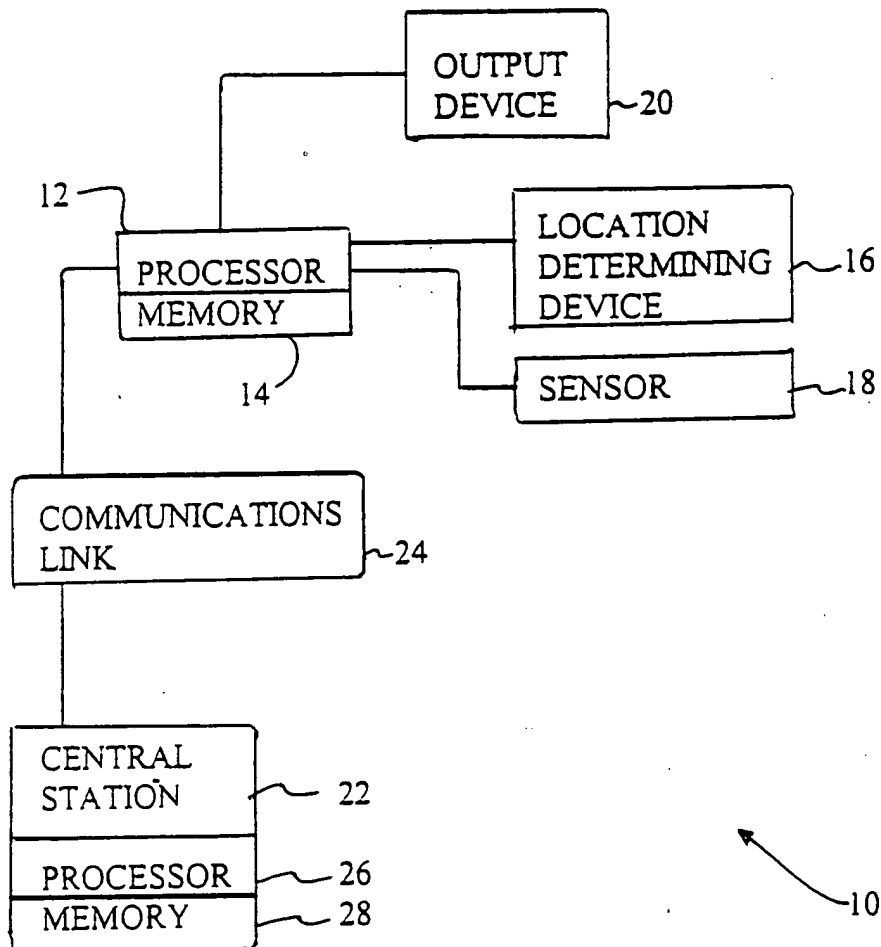 OUTPUT
DEVICE
20
12
PROCESSOR
MEMORY
14
LOCATION
DETERMINING
DEVICE
16
SENSOR
18
COMMUNICATIONS
LINK
24
CENTRAL
STATION
22
PROCESSOR
26
MEMORY
28
10